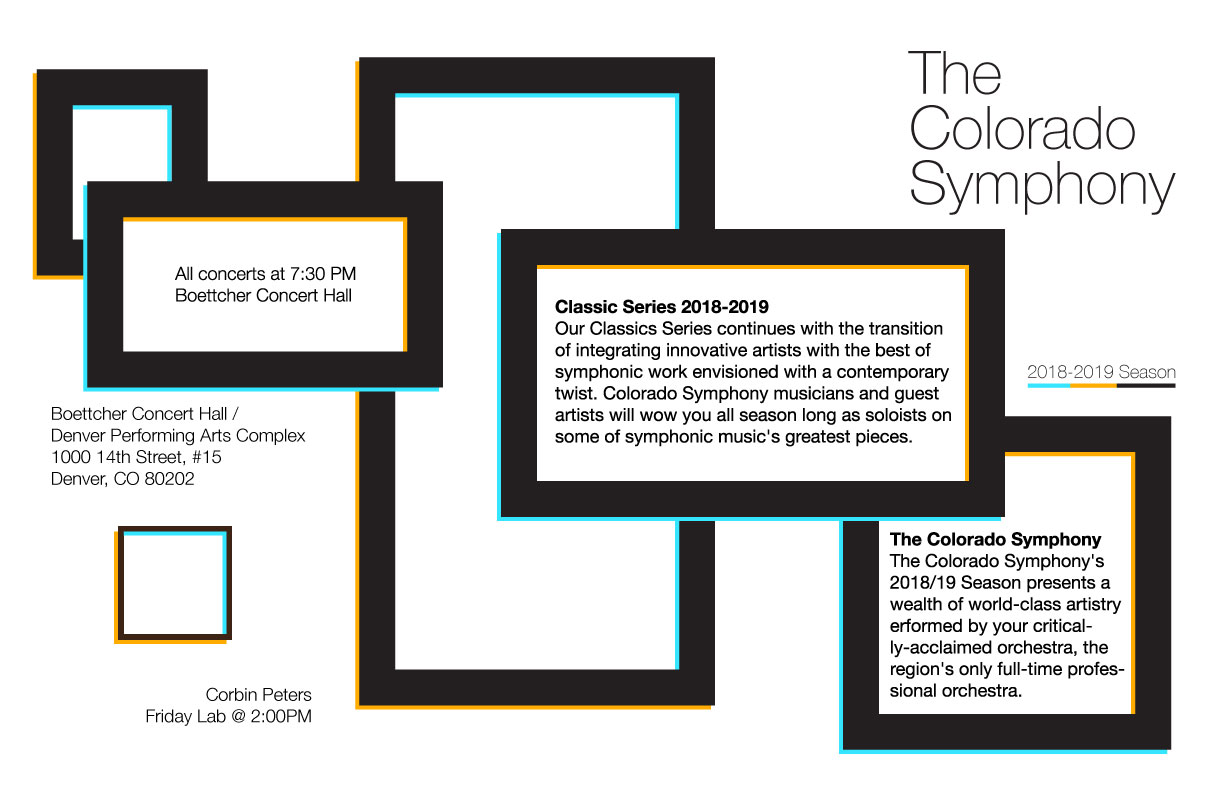 The
Colorado
Symphony
All concerts at 7:30 PM
Boettcher Concert Hall
Classic Series 2018-2019
Our Classics Series continues with the transition
of integrating innovative artists with the best of
symphonic work envisioned with a contemporary
twist. Colorado Symphony musicians and guest
artists will wow you all season long as soloists on
some of symphonic music's greatest pieces.
2018-2019 Season
Boettcher Concert Hall /
Denver Performing Arts Complex
1000 14th Street, #15
Denver, CO 80202
The Colorado Symphony
The Colorado Symphony's
2018/19 Season presents a
wealth of world-class artistry
erformed by your critical-
ly-acclaimed orchestra, the
region's only full-time profes-
sional orchestra.
Corbin Peters
Friday Lab @ 2:00PM